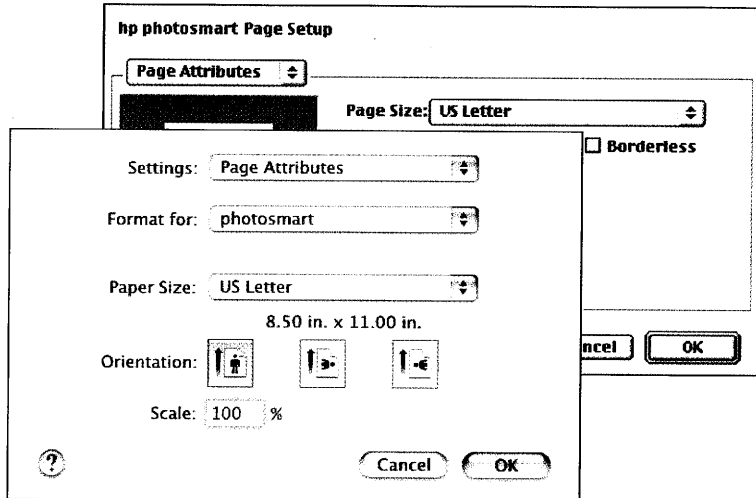 hp photosmart Page Setup
Page Attributes
Page Size: US Letter
Borderless
Settings: Page Attributes
Format for: photosmart
Paper Size: US Letter
8.50 in. x 11.00 in.
Orientation:
Scale: 100 %
? Cancel OK
ncel OK